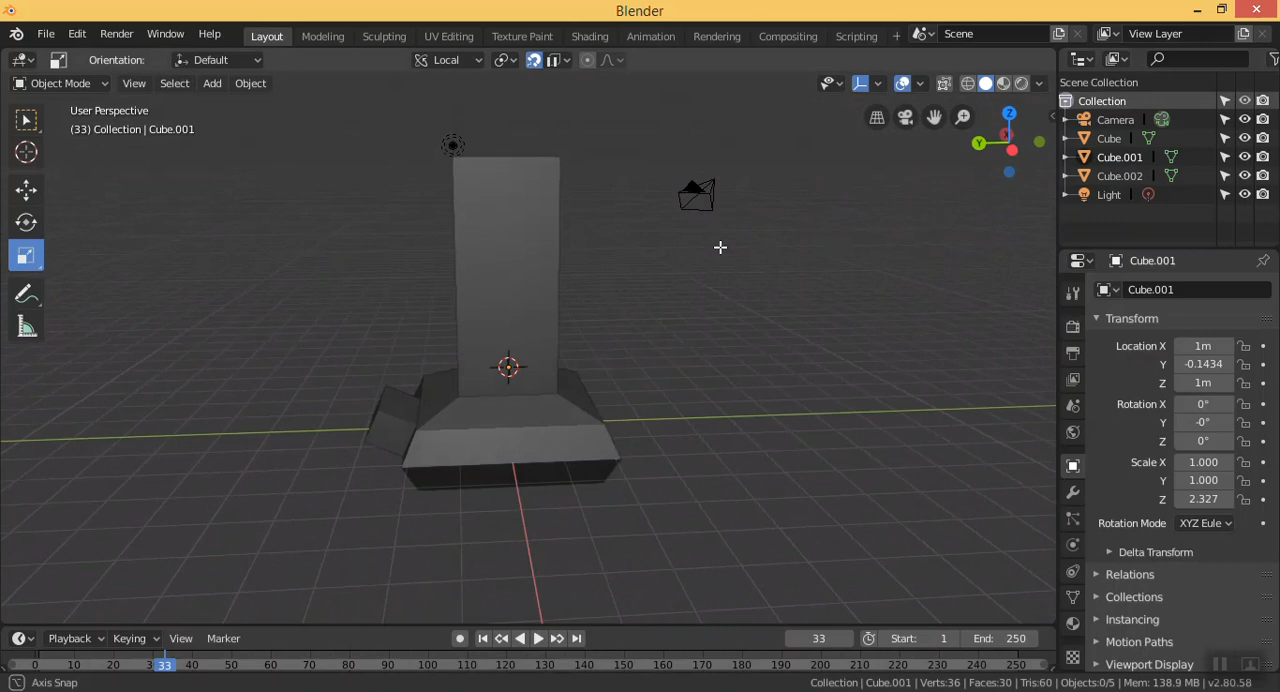 Blender
File Edit Render Window Help Layout Modeling Sculpting UV Editing Texture Paint Shading Animation Rendering Compositing Scripting + Scene View Layer
Orientation: Default Local
Object Mode View Select Add Object
User Perspective
(33) Collection | Cube.001
Z
Y
X
Scene Collection
Collection
Camera
Cube
Cube.001
Cube.002
Light
Cube.001
Cube.001
Transform
Location X 1m
Y -0.1434
Z 1m
Rotation X 0°
Y -0°
Z 0°
Scale X 1.000
Y 1.000
Z 2.327
Rotation Mode XYZ Eule
Delta Transform
Relations
Collections
Instancing
Motion Paths
Viewport Display
Playback Keying View Marker 33 Start: 1 End: 250
0 10 20 3 33 40 50 60 70 80 90 100 110 120 130 140 150 160 170 180 190 200 210 220 230 240 250
Axis Snap Collection | Cube.001 | Verts:36 | Faces:30 | Tris:60 | Objects:0/5 | Mem: 138.9 MB | v2.80.58